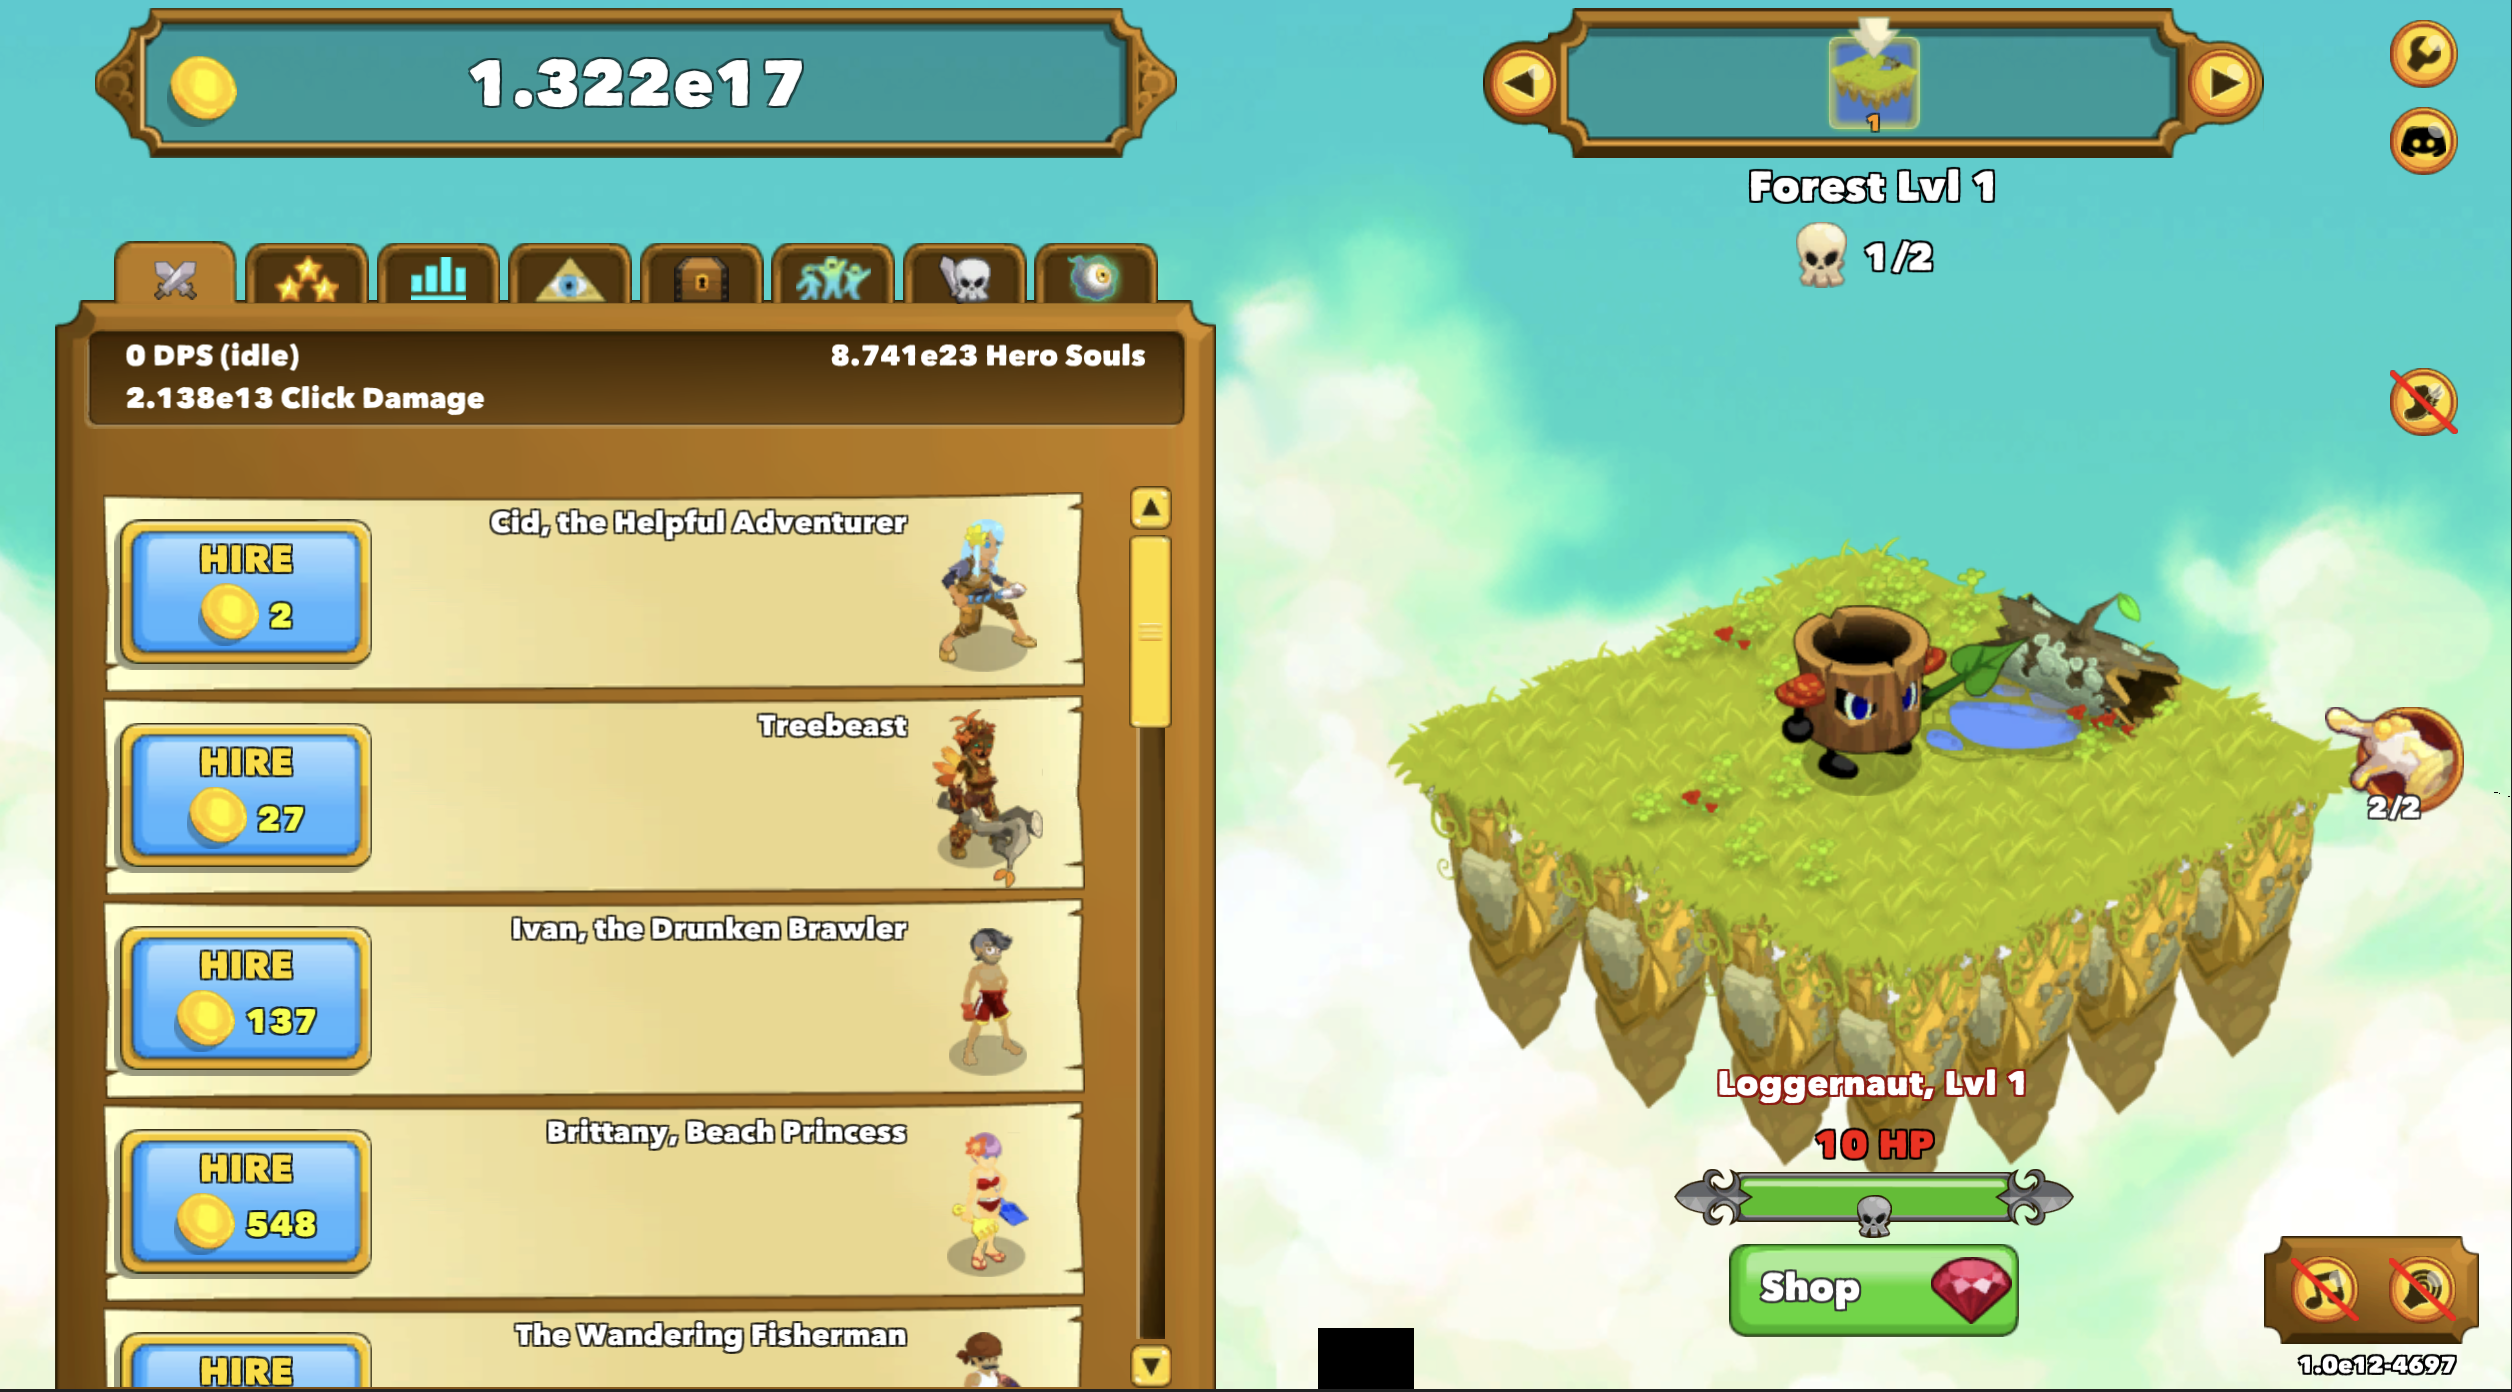 1.322e17
1
Forest Lvl 1
1/2
0 DPS (idle)
8.741e23 Hero Souls
2.138e13 Click Damage
Cid, the Helpful Adventurer
HIRE
2
Treebeast
HIRE
27
Ivan, the Drunken Brawler
HIRE
137
Brittany, Beach Princess
HIRE
548
The Wandering Fisherman
HIRE
2/2
Loggernaut, Lvl 1
10 HP
Shop
1.0e12-4697